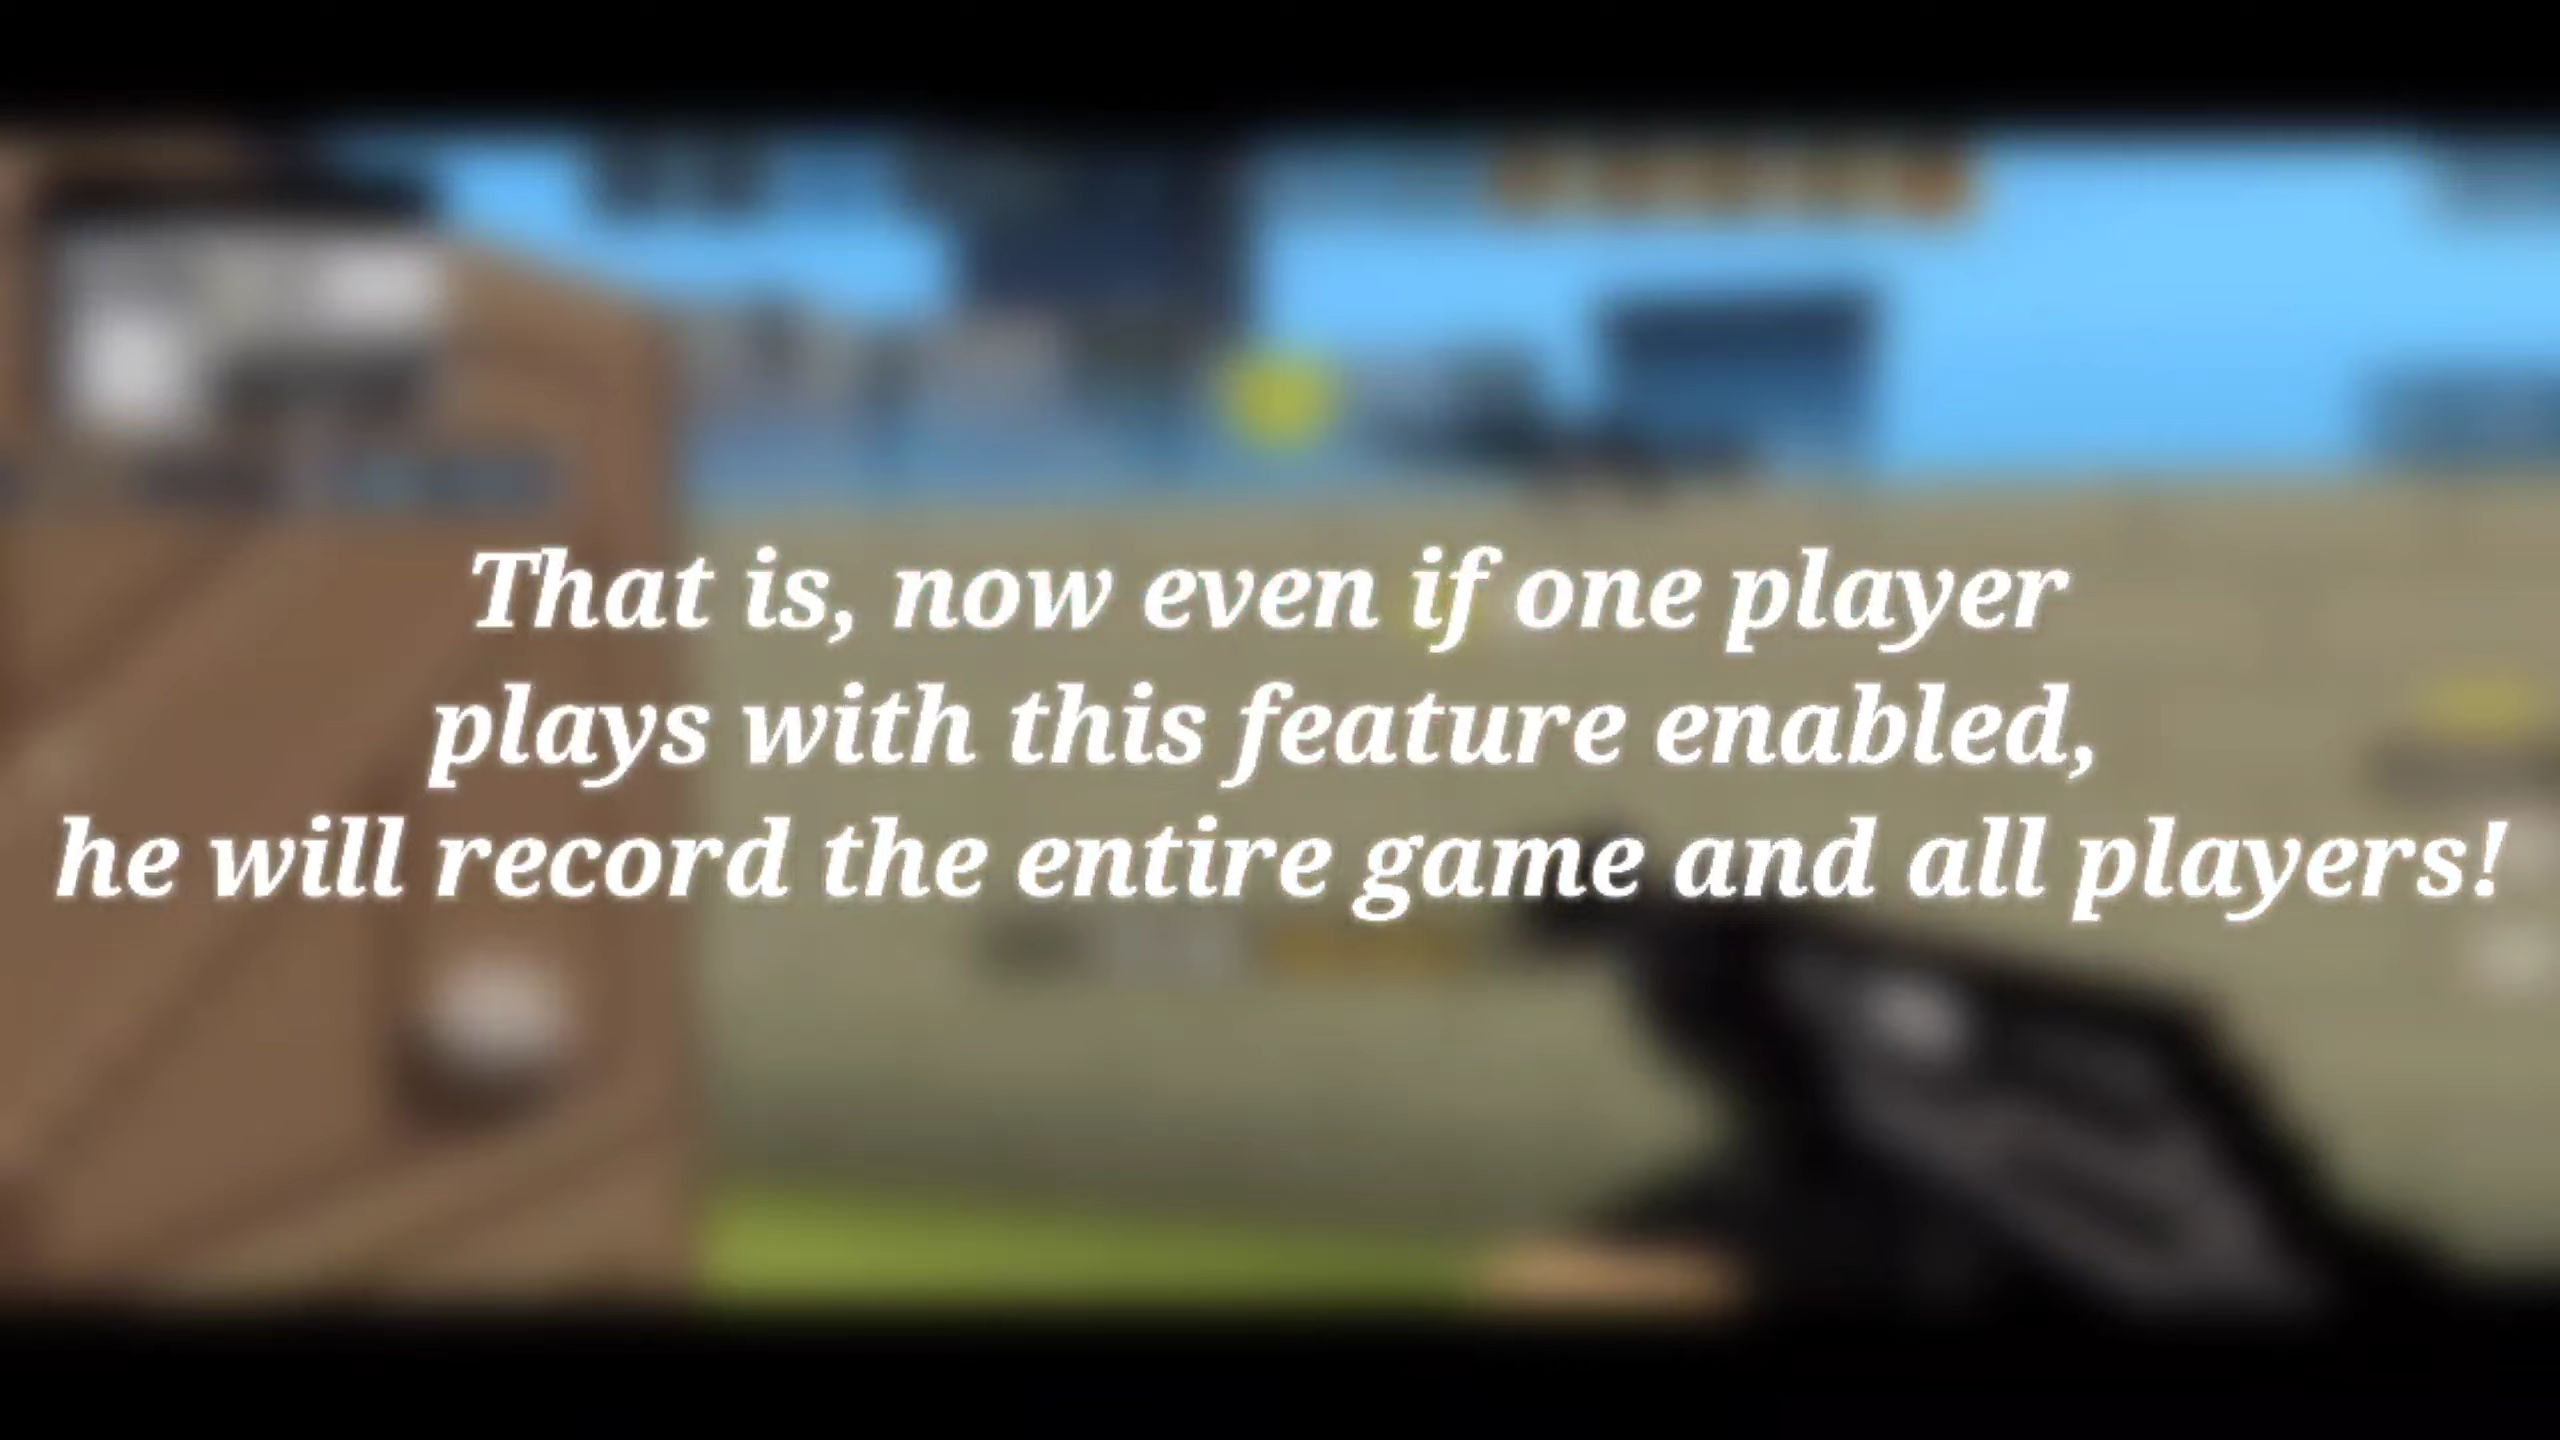 That is, now even if one player
plays with this feature enabled,
he will record the entire game and all players!